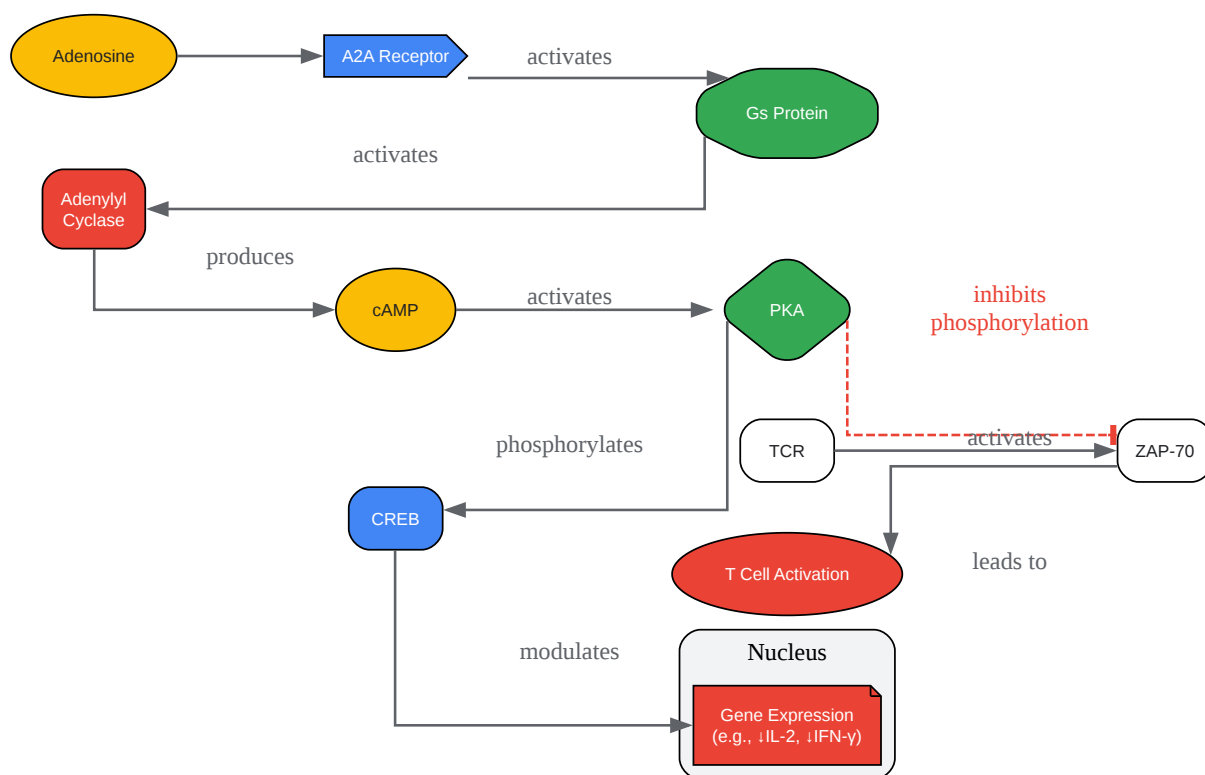 Adenosine
A2A Receptor
activates
Gs Protein
activates
Adenylyl
Cyclase
produces
cAMP
activates
PKA
inhibits
phosphorylation
phosphorylates
TCR
activates
ZAP-70
CREB
T Cell Activation
leads to
modulates
Nucleus
Gene Expression
(e.g., ↓IL-2, ↓IFN-γ)